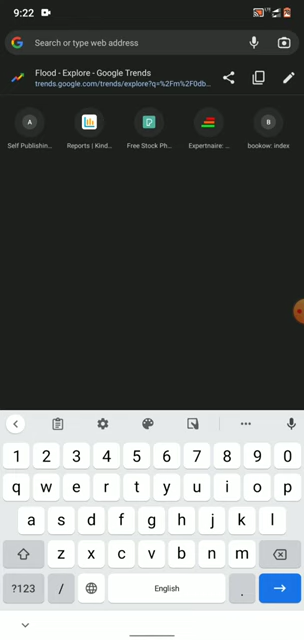 9:22
Search or type web address
Flood - Explore - Google Trends
trends.google.com/trends/explore?q=%2Fm%2F0db...
A
B
Self Publishin...
Reports | Kind...
Free Stock Ph...
Expertnaire: ...
bookow: index
1 2 3 4 5 6 7 8 9 0
q w e r t y u i o p
a s d f g h j k l
z x c v b n m
?123 / English .